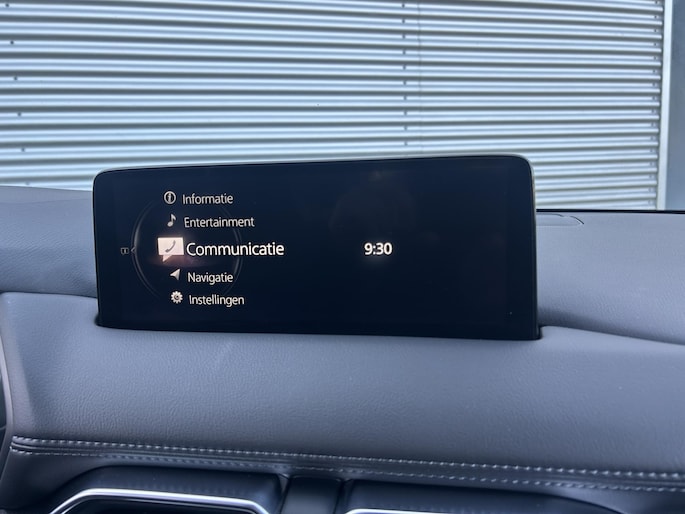 Informatie
Entertainment
Communicatie
9:30
Navigatie
Instellingen